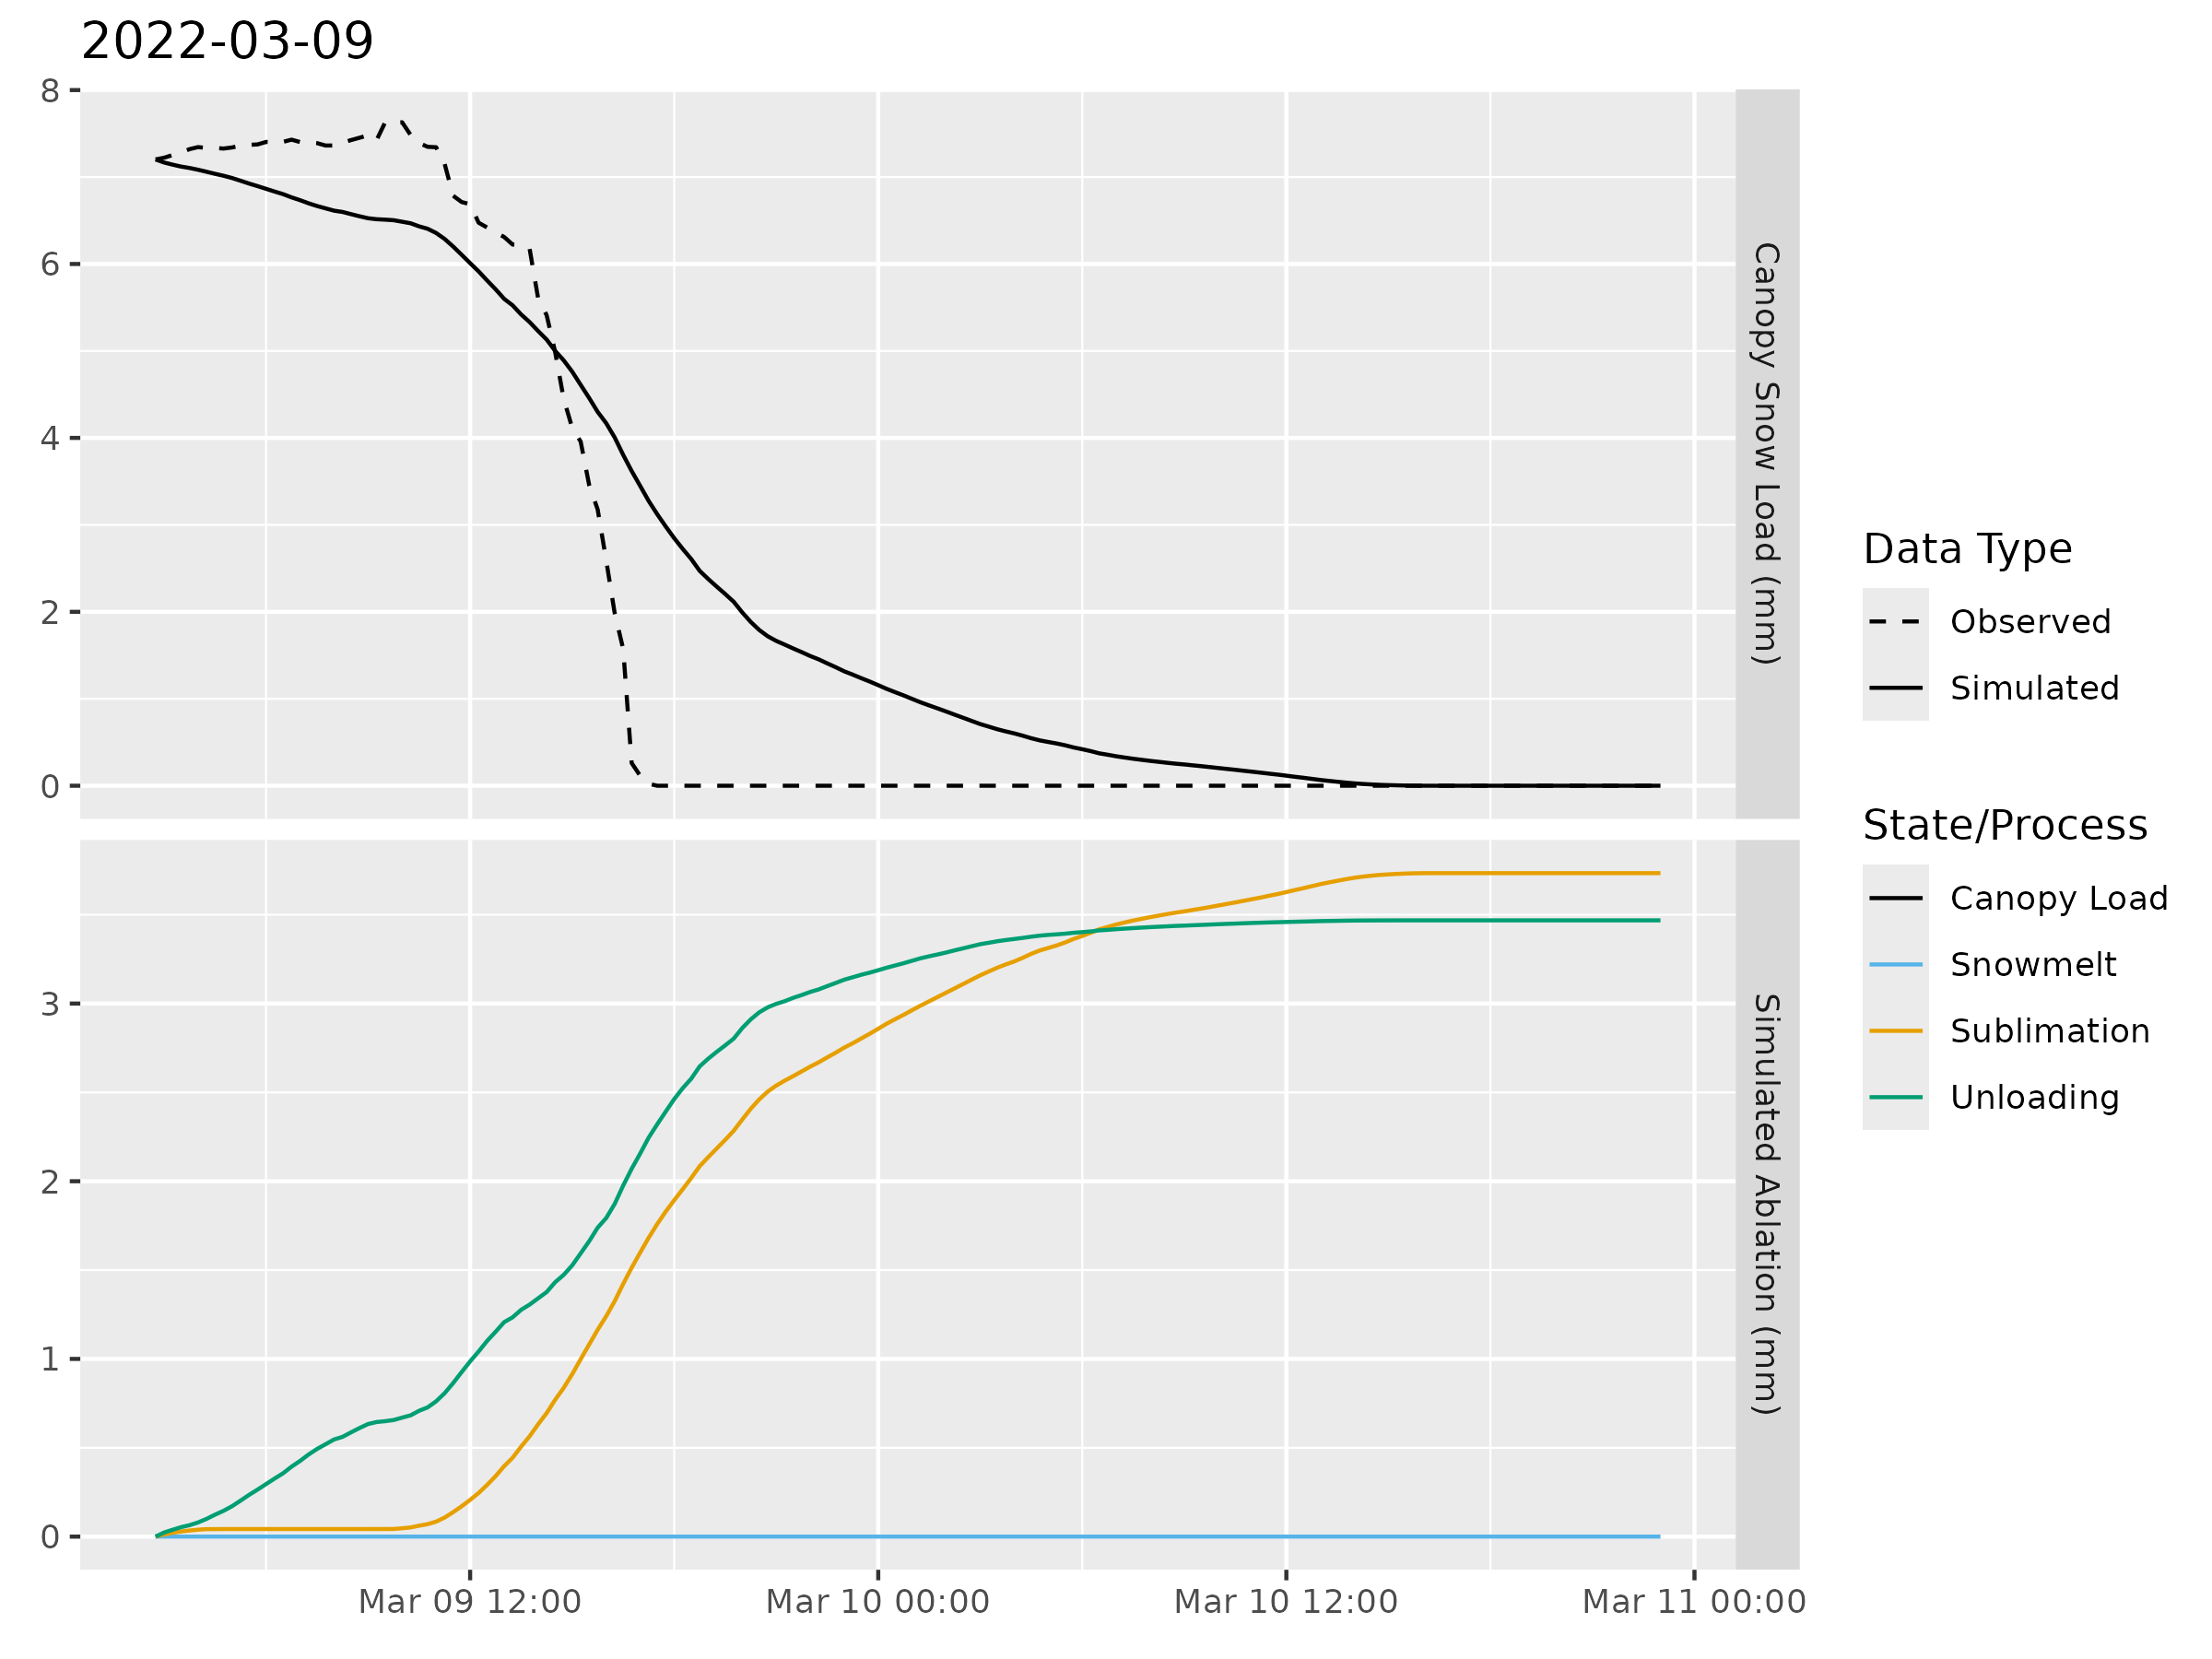 2022-03-09
8
6
4
2
0
Canopy Snow Load (mm)
3
2
1
0
Simulated Ablation (mm)
Mar 09 12:00
Mar 10 00:00
Mar 10 12:00
Mar 11 00:00
Data Type
Observed
Simulated
State/Process
Canopy Load
Snowmelt
Sublimation
Unloading